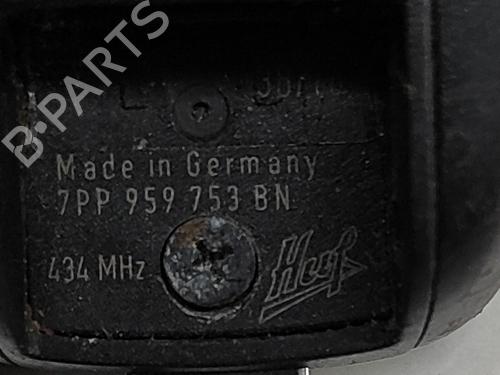 Made in Germany
7PP 959 753 BN
434 MHz
Huf
B-PARTS